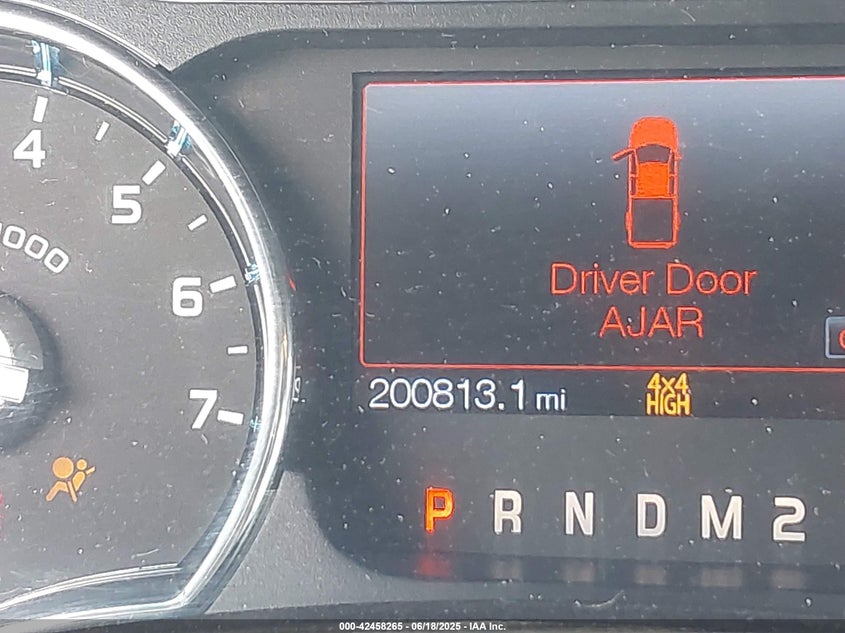 4
5
6
7
000
Driver Door
AJAR
200813.1 mi
4x4
HIGH
P R N D M 2
000-42458265 - 06/18/2025 - IAA Inc.